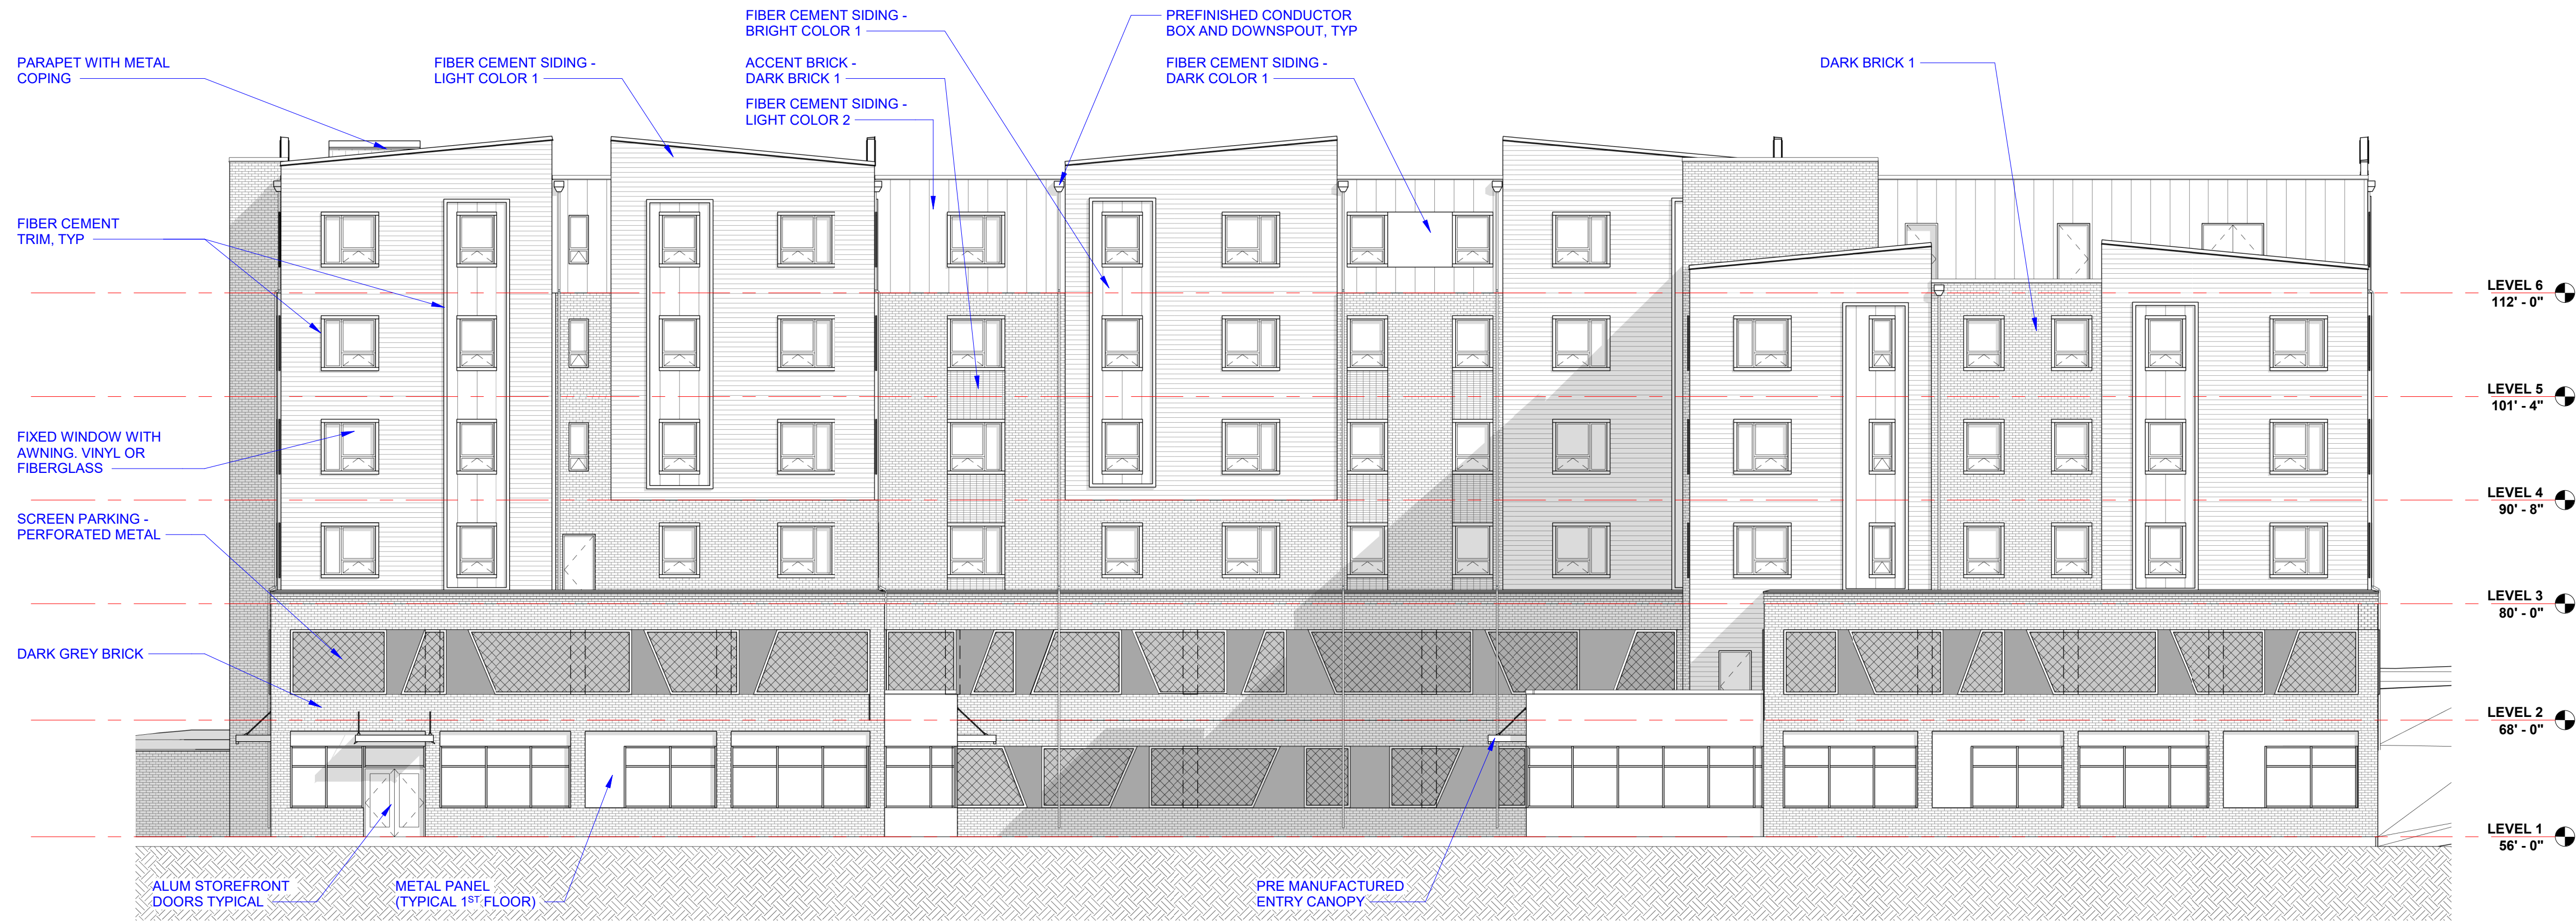 FIBER CEMENT SIDING -
BRIGHT COLOR 1
PREFINISHED CONDUCTOR
BOX AND DOWNSPOUT, TYP
PARAPET WITH METAL
COPING
FIBER CEMENT SIDING -
LIGHT COLOR 1
ACCENT BRICK -
DARK BRICK 1
FIBER CEMENT SIDING -
DARK COLOR 1
DARK BRICK 1
FIBER CEMENT SIDING -
LIGHT COLOR 2
FIBER CEMENT
TRIM, TYP
LEVEL 6
112' - 0"
LEVEL 5
101' - 4"
FIXED WINDOW WITH
AWNING. VINYL OR
FIBERGLASS
LEVEL 4
90' - 8"
SCREEN PARKING -
PERFORATED METAL
LEVEL 3
80' - 0"
DARK GREY BRICK
LEVEL 2
68' - 0"
LEVEL 1
56' - 0"
ALUM STOREFRONT
DOORS TYPICAL
METAL PANEL
(TYPICAL 1ST FLOOR)
PRE MANUFACTURED
ENTRY CANOPY